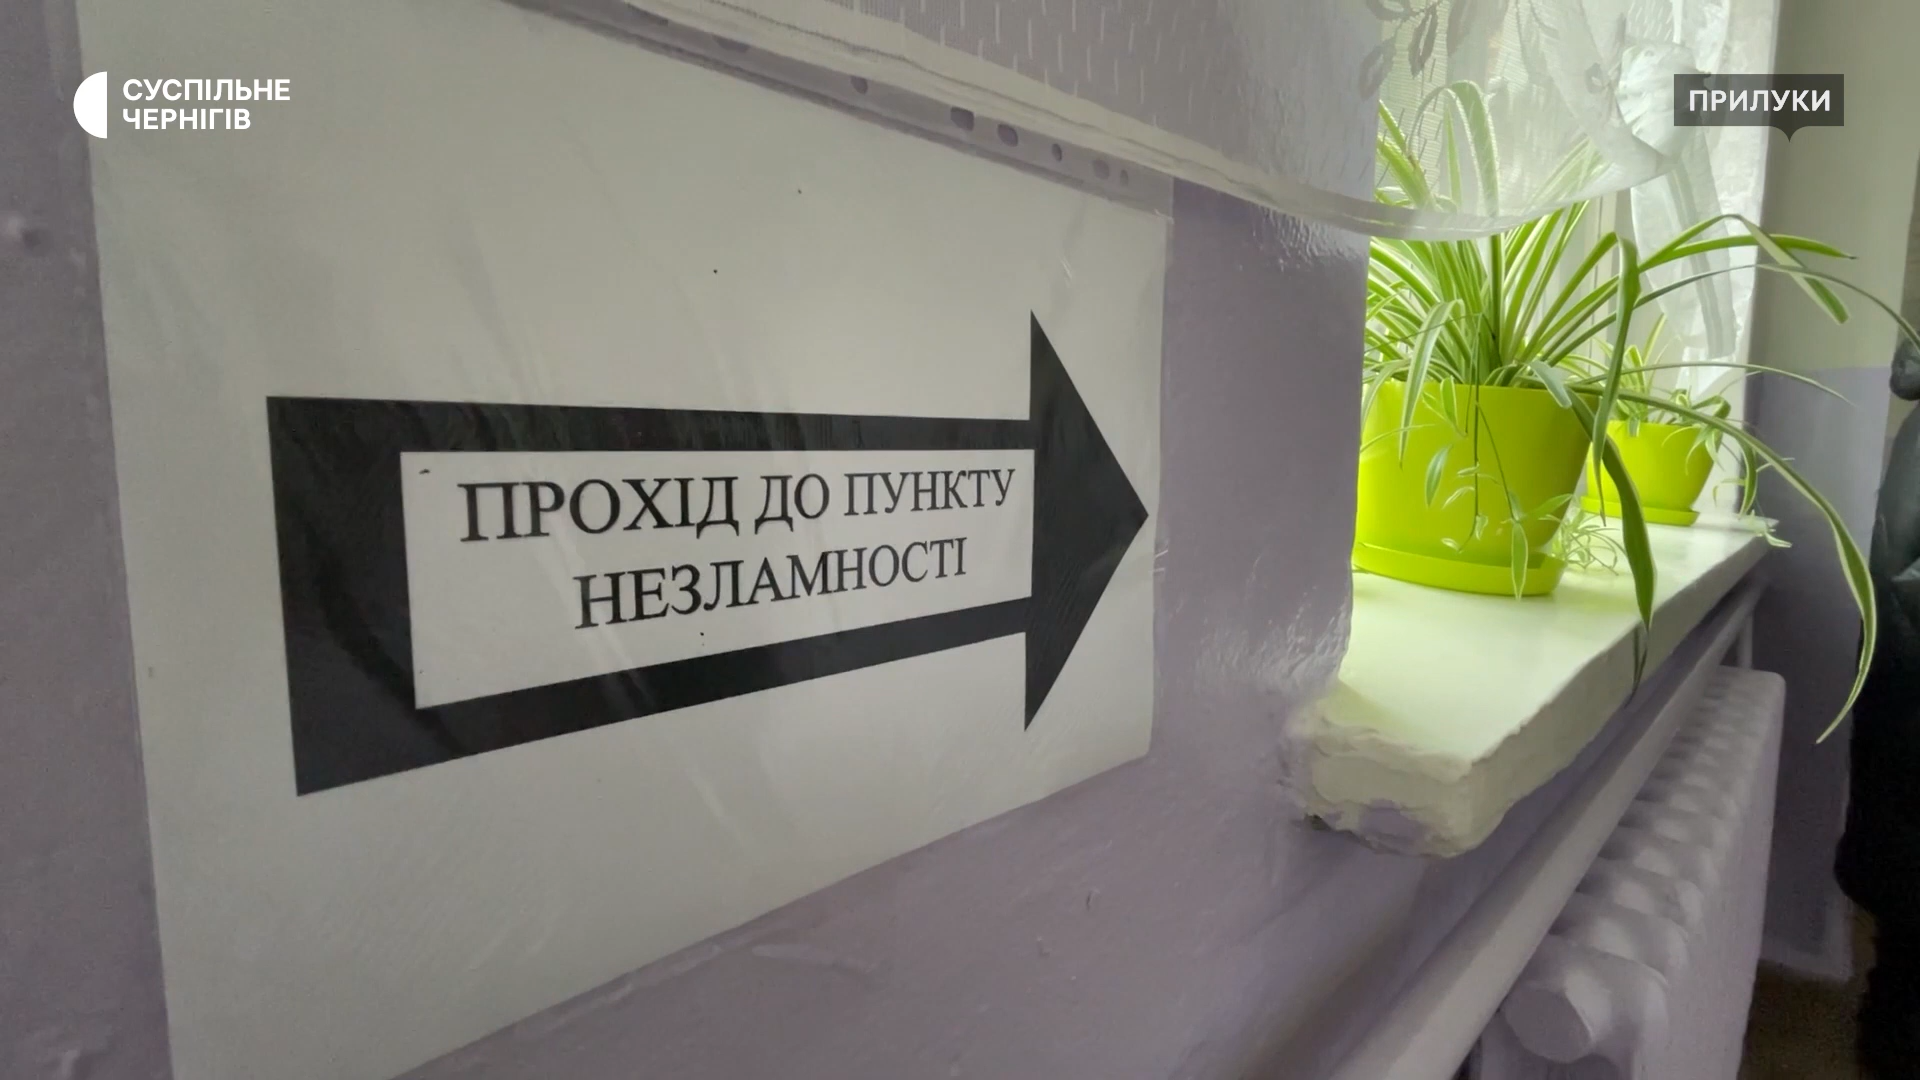 СУСПІЛЬНЕ
ЧЕРНІГІВ
ПРИЛУКИ
ПРОХІД ДО ПУНКТУ
НЕЗЛАМНОСТІ